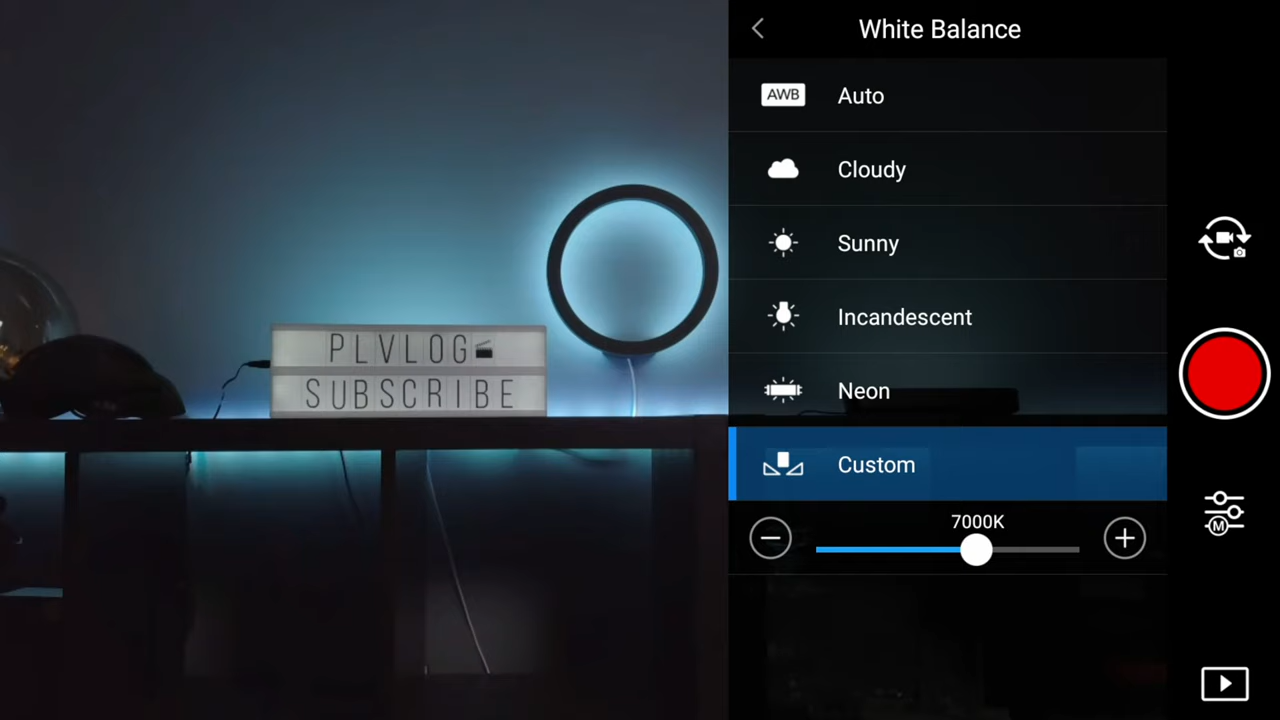 PLVLOG
SUBSCRIBE
White Balance
AWB Auto
Cloudy
Sunny
Incandescent
Neon
Custom
7000K
M